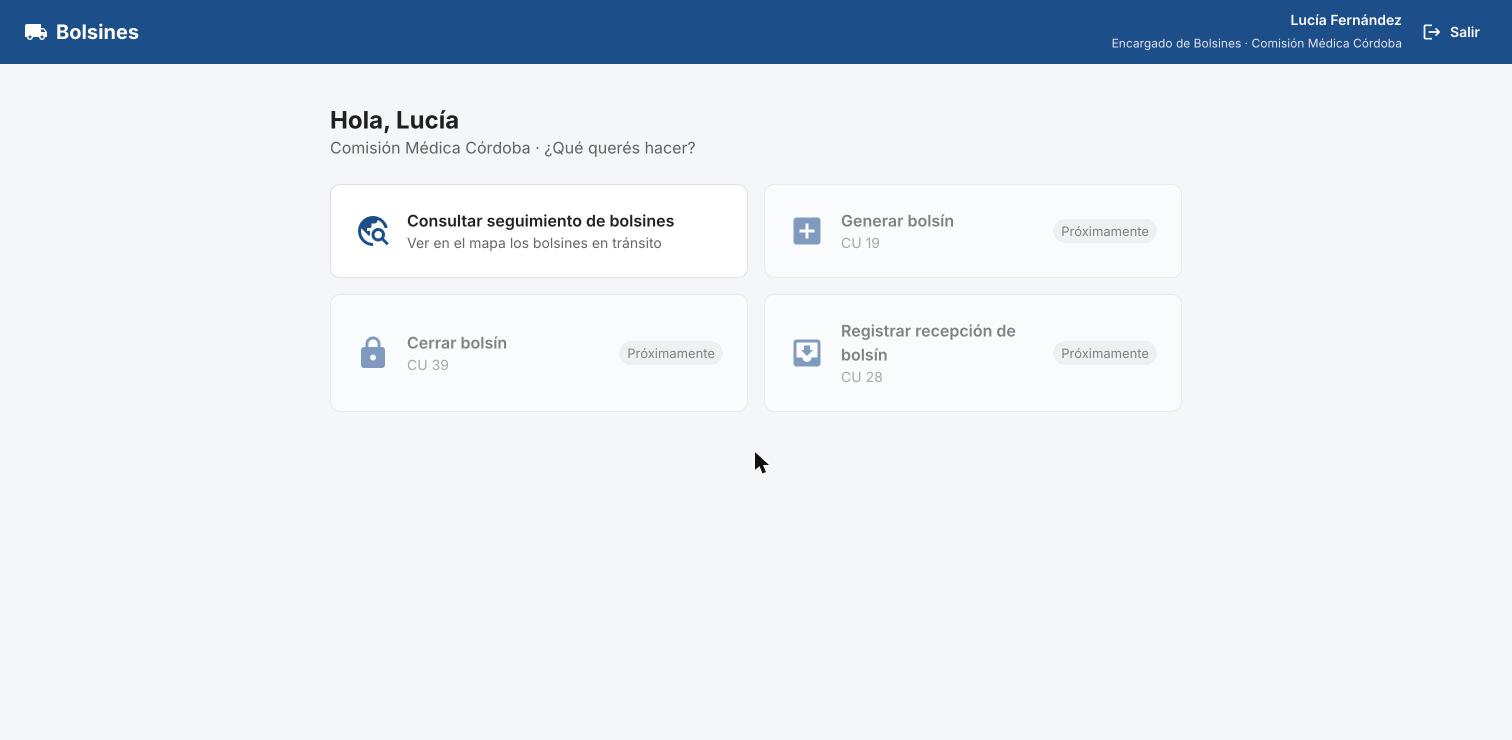 Bolsines
Lucía Fernández
Encargado de Bolsines · Comisión Médica Córdoba
Salir
Hola, Lucía
Comisión Médica Córdoba · ¿Qué querés hacer?
Consultar seguimiento de bolsines
Ver en el mapa los bolsines en tránsito
Generar bolsín
CU 19
Próximamente
Cerrar bolsín
CU 39
Próximamente
Registrar recepción de
bolsín
CU 28
Próximamente